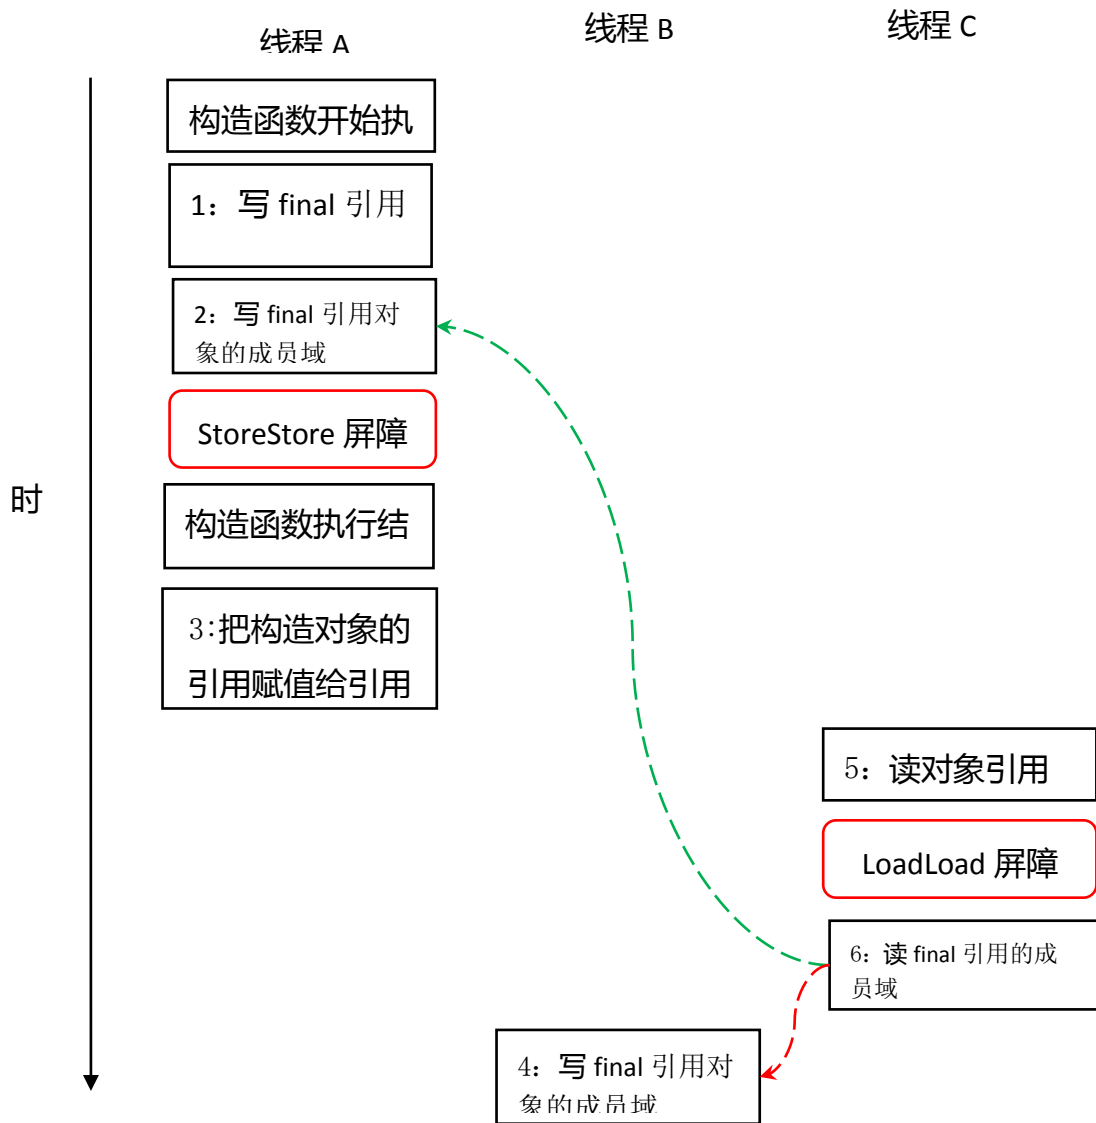 线程 A
线程 B
线程 C
构造函数开始执
1：写 final 引用
2：写 final 引用对
象的成员域
StoreStore 屏障
时
构造函数执行结
3:把构造对象的
引用赋值给引用
5：读对象引用
LoadLoad 屏障
6：读 final 引用的成
员域
4：写 final 引用对
象的成员域